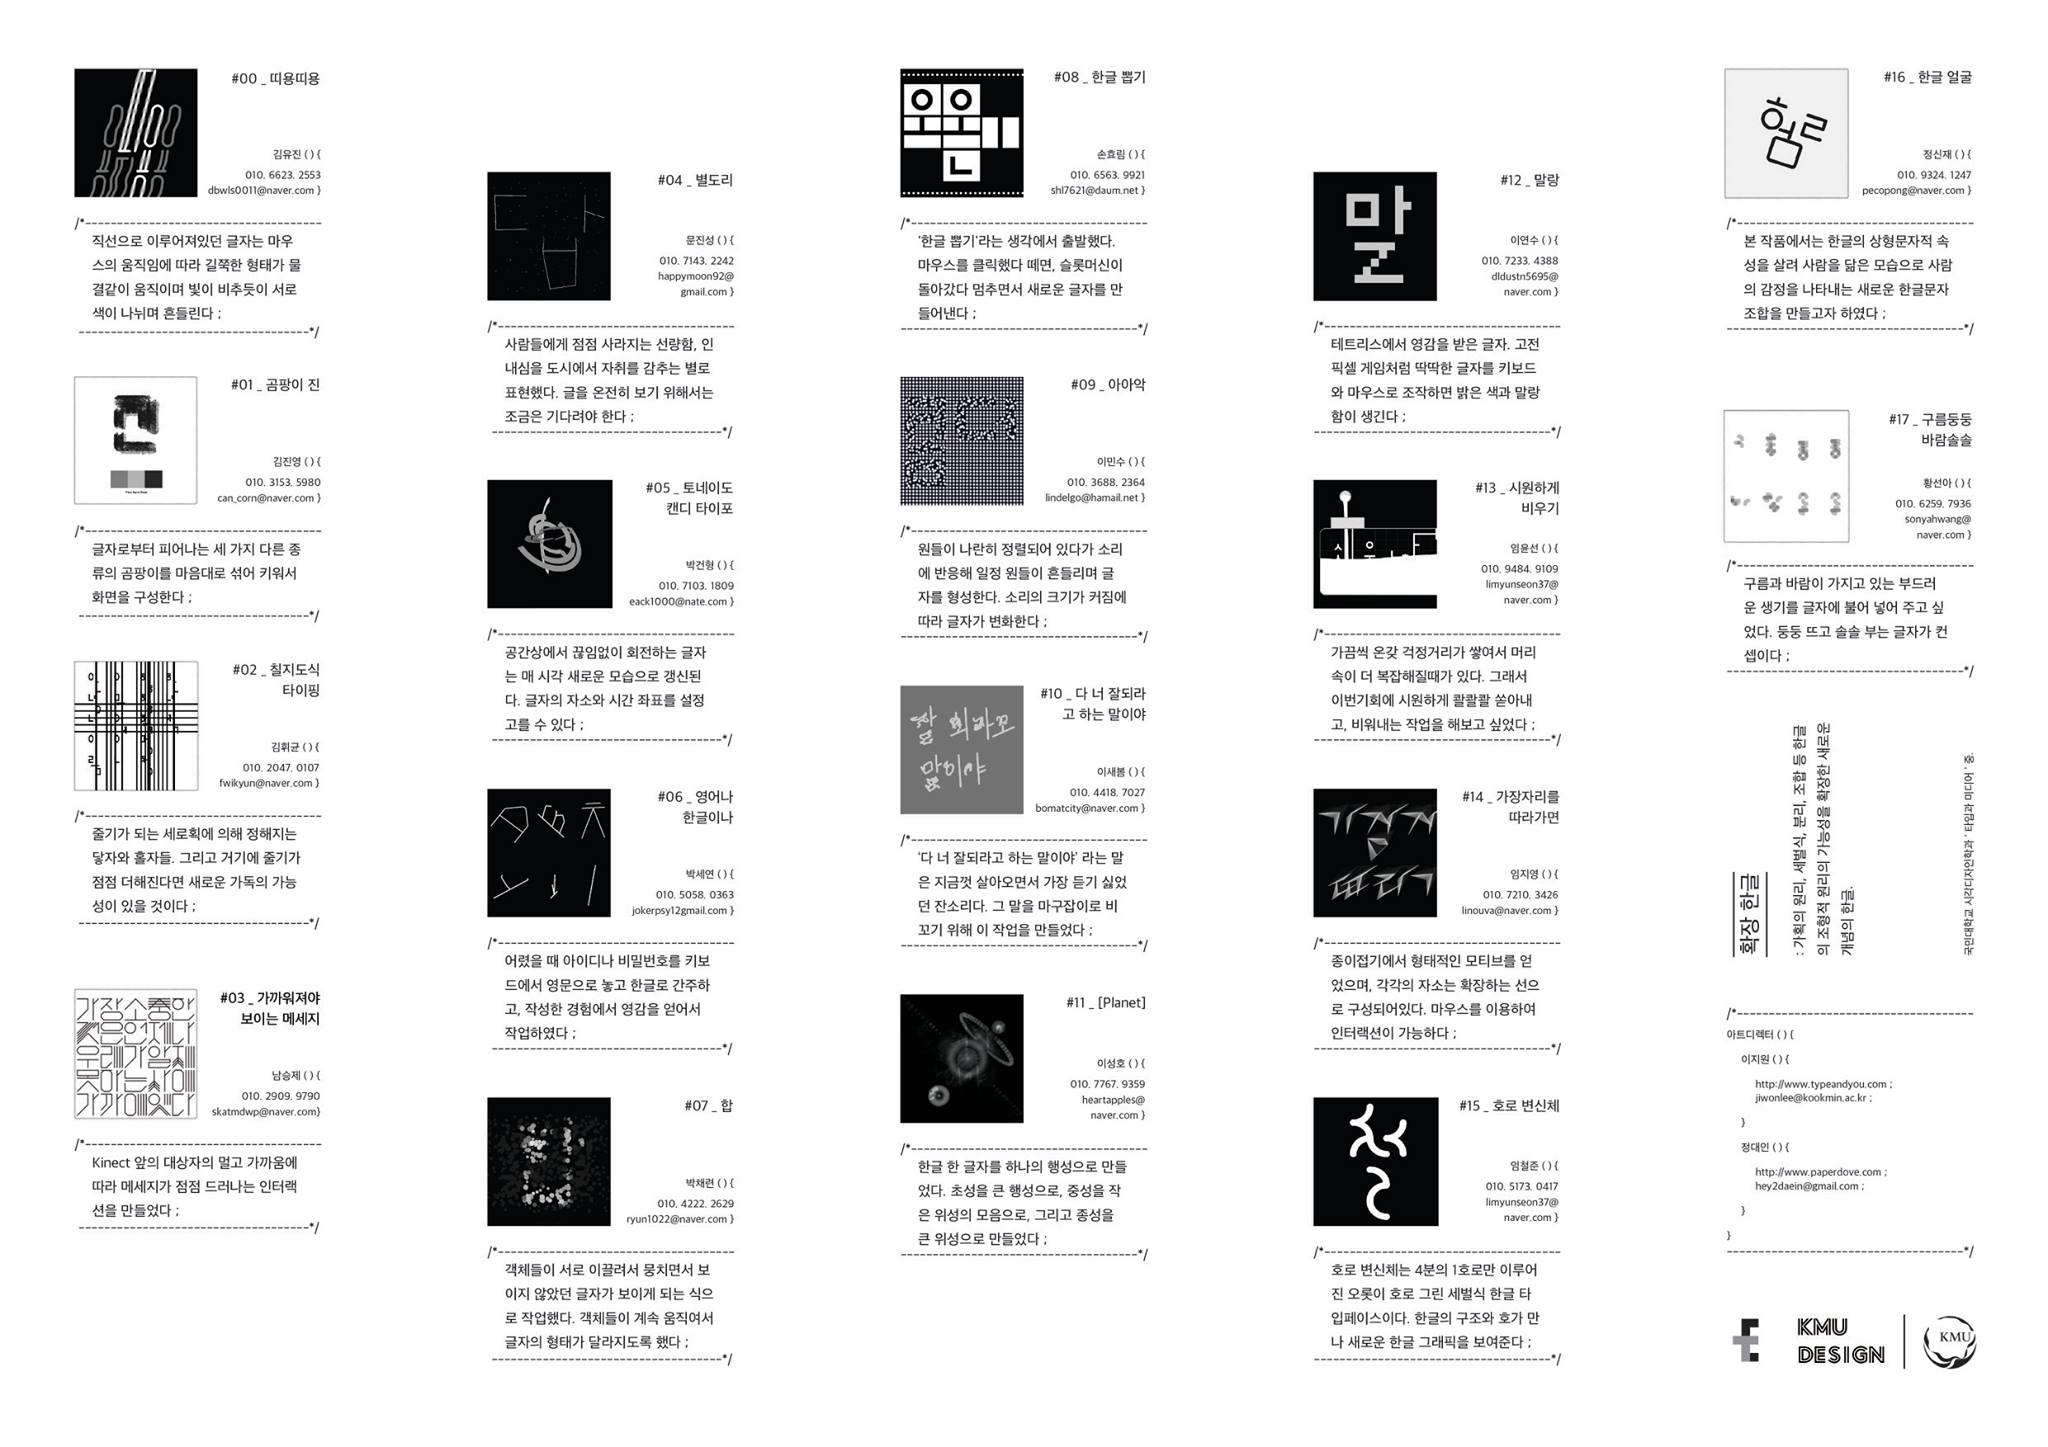 #00 _ 띠용띠용
김유진 ( ) {
010. 6623. 2553
dbwls0011@naver.com }
/*------------------------------------
직선으로 이루어져있던 글자는 마우
스의 움직임에 따라 길쭉한 형태가 물
결같이 움직이며 빛이 비추듯이 서로
색이 나뉘며 흔들린다 ;
------------------------------------*/
#01 _ 곰팡이 진
김진영 ( ) {
010. 3153. 5980
can_corn@naver.com }
/*------------------------------------
글자로부터 피어나는 세 가지 다른 종
류의 곰팡이를 마음대로 섞어 키워서
화면을 구성한다 ;
------------------------------------*/
#02 _ 칠지도식
타이핑
김휘균 ( ) {
010. 2047. 0107
fwikyun@naver.com }
/*------------------------------------
줄기가 되는 세로획에 의해 정해지는
닿자와 홀자들. 그리고 거기에 줄기가
점점 더해진다면 새로운 가독의 가능
성이 있을 것이다 ;
------------------------------------*/
가장소중한
것은언제나
우레가알지
못하는사이에
가까이에있다
#03 _ 가까워져야
보이는 메세지
남승제 ( ) {
010. 2909. 9790
skatmdwp@naver.com}
/*------------------------------------
Kinect 앞의 대상자의 멀고 가까움에
따라 메세지가 점점 드러나는 인터랙
션을 만들었다 ;
------------------------------------*/
#04 _ 별도리
문진성 ( ) {
010. 7143. 2242
happymoon92@
gmail.com }
/*------------------------------------
사람들에게 점점 사라지는 선량함, 인
내심을 도시에서 자취를 감추는 별로
표현했다. 글을 온전히 보기 위해서는
조금은 기다려야 한다 ;
------------------------------------*/
#05 _ 토네이도
캔디 타이포
박건형 ( ) {
010. 7103. 1809
eack1000@nate.com }
/*------------------------------------
공간상에서 끊임없이 회전하는 글자
는 매 시각 새로운 모습으로 갱신된
다. 글자의 자소와 시간 좌표를 설정
고를 수 있다 ;
------------------------------------*/
#06 _ 영어나
한글이나
박세연 ( ) {
010. 5058. 0363
jokerpsy12gmail.com }
/*------------------------------------
어렸을 때 아이디나 비밀번호를 키보
드에서 영문으로 놓고 한글로 간주하
고, 작성한 경험에서 영감을 얻어서
작업하였다 ;
------------------------------------*/
#07 _ 합
박채련 ( ) {
010. 4222. 2629
ryun1022@naver.com }
/*------------------------------------
객체들이 서로 이끌려서 뭉치면서 보
이지 않았던 글자가 보이게 되는 식으
로 작업했다. 객체들이 계속 움직여서
글자의 형태가 달라지도록 했다 ;
------------------------------------*/
#08 _ 한글 뽑기
손효림 ( ) {
010. 6563. 9921
shl7621@daum.net }
/*------------------------------------
'한글 뽑기'라는 생각에서 출발했다.
마우스를 클릭했다 떼면, 슬롯머신이
돌아갔다 멈추면서 새로운 글자를 만
들어낸다 ;
------------------------------------*/
#09 _ 아아악
이민수 ( ) {
010. 3688. 2364
lindelgo@hamail.net }
/*------------------------------------
원들이 나란히 정렬되어 있다가 소리
에 반응해 일정 원들이 흔들리며 글
자를 형성한다. 소리의 크기가 커짐에
따라 글자가 변화한다 ;
------------------------------------*/
#10 _ 다 너 잘되라
고 하는 말이야
이새봄 ( ) {
010. 4418. 7027
bomatcity@naver.com }
/*------------------------------------
'다 너 잘되라고 하는 말이야' 라는 말
은 지금껏 살아오면서 가장 듣기 싫었
던 잔소리다. 그 말을 마구잡이로 비
꼬기 위해 이 작업을 만들었다 ;
------------------------------------*/
#11 _ [Planet]
이성호 ( ) {
010. 7767. 9359
heartapples@
naver.com }
/*------------------------------------
한글 한 글자를 하나의 행성으로 만들
었다. 초성을 큰 행성으로, 중성을 작
은 위성의 모음으로, 그리고 종성을
큰 위성으로 만들었다 ;
------------------------------------*/
말
#12 _ 말랑
이연수 ( ) {
010. 7233. 4388
dldustn5695@
naver.com }
/*------------------------------------
테트리스에서 영감을 받은 글자. 고전
픽셀 게임처럼 딱딱한 글자를 키보드
와 마우스로 조작하면 밝은 색과 말랑
함이 생긴다 ;
------------------------------------*/
#13 _ 시원하게
비우기
임윤선 ( ) {
010. 9484. 9109
limyunseon37@
naver.com }
/*------------------------------------
가끔씩 온갖 걱정거리가 쌓여서 머리
속이 더 복잡해질때가 있다. 그래서
이번기회에 시원하게 콸콸콸 쏟아내
고, 비워내는 작업을 해보고 싶었다 ;
------------------------------------*/
#14 _ 가장자리를
따라가면
임지영 ( ) {
010. 7210. 3426
linouva@naver.com }
/*------------------------------------
종이접기에서 형태적인 모티브를 얻
었으며, 각각의 자소는 확장하는 선으
로 구성되어있다. 마우스를 이용하여
인터랙션이 가능하다 ;
------------------------------------*/
#15 _ 호로 변신체
임철준 ( ) {
010. 5173. 0417
limyunseon37@
naver.com }
/*------------------------------------
호로 변신체는 4분의 1호로만 이루어
진 오롯이 호로 그린 세벌식 한글 타
입페이스이다. 한글의 구조와 호가 만
나 새로운 한글 그래픽을 보여준다 ;
------------------------------------*/
#16 _ 한글 얼굴
정신재 ( ) {
010. 9324. 1247
pecopong@naver.com }
/*------------------------------------
본 작품에서는 한글의 상형문자적 속
성을 살려 사람을 닮은 모습으로 사람
의 감정을 나타내는 새로운 한글문자
조합을 만들고자 하였다 ;
------------------------------------*/
#17 _ 구름둥둥
바람솔솔
황선아 ( ) {
010. 6259. 7936
sonyahwang@
naver.com }
/*------------------------------------
구름과 바람이 가지고 있는 부드러
운 생기를 글자에 불어 넣어 주고 싶
었다. 둥둥 뜨고 솔솔 부는 글자가 컨
셉이다 ;
------------------------------------*/
확장 한글
: 가획의 원리, 세벌식, 분리, 조합 등 한글
의 조형적 원리의 가능성을 확장한 새로운
개념의 한글.
국민대학교 시각디자인학과 ' 타입과 미디어 ' 중.
/*------------------------------------
아트디렉터 ( ) {
이지원 ( ) {
http://www.typeandyou.com ;
jiwonlee@kookmin.ac.kr ;
}
정대인 ( ) {
http://www.paperdove.com ;
hey2daein@gmail.com ;
}
}
------------------------------------*/
KMU
DESIGN
KMU